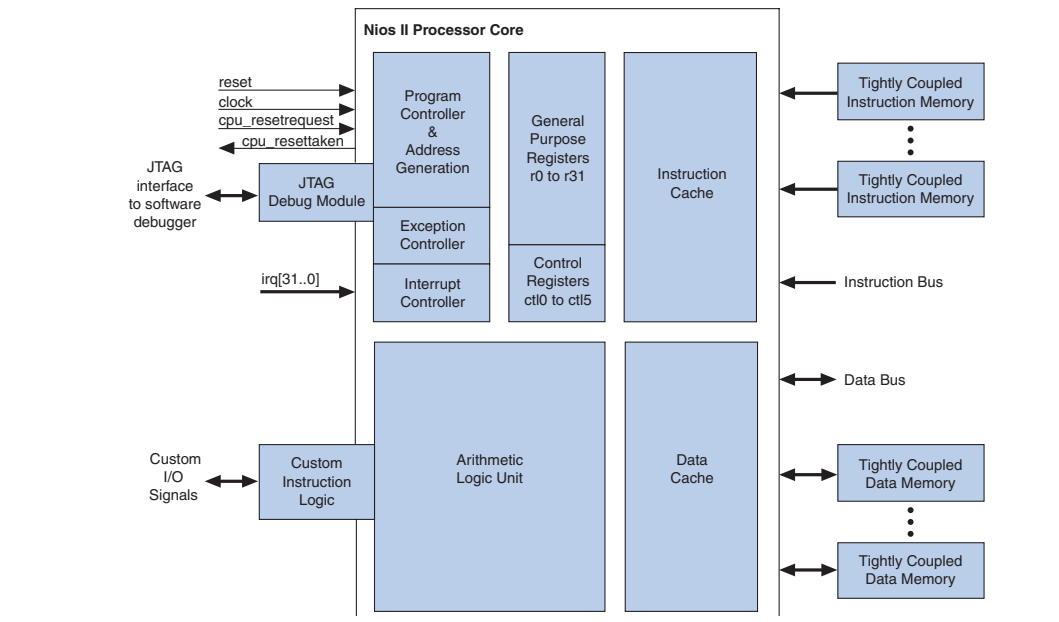 Nios II Processor Core
reset
clock
cpu_resetrequest
cpu_resettaken
JTAG
interface
to software
debugger
JTAG
Debug Module
irq[31..0]
Program
Controller
&
Address
Generation
Exception
Controller
Interrupt
Controller
General
Purpose
Registers
r0 to r31
Control
Registers
ctl0 to ctl5
Instruction
Cache
Tightly Coupled
Instruction Memory
Tightly Coupled
Instruction Memory
Instruction Bus
Data Bus
Custom
I/O
Signals
Custom
Instruction
Logic
Arithmetic
Logic Unit
Data
Cache
Tightly Coupled
Data Memory
Tightly Coupled
Data Memory